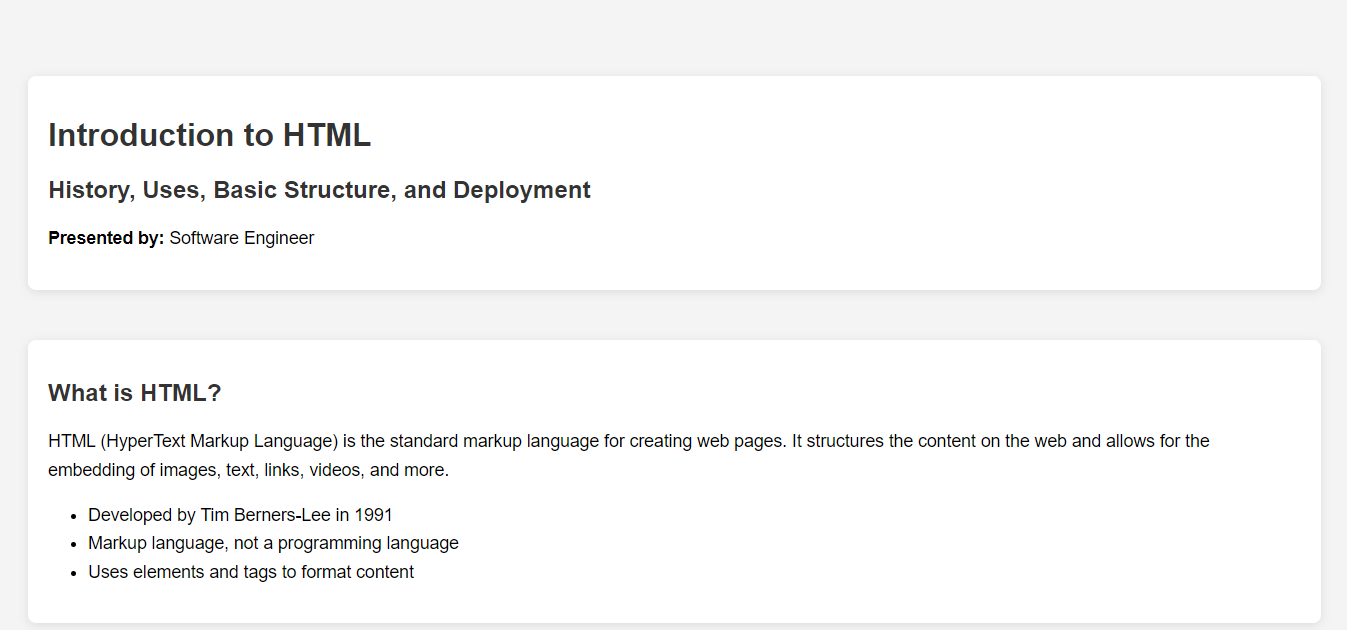 Introduction to HTML
History, Uses, Basic Structure, and Deployment
Presented by: Software Engineer
What is HTML?
HTML (HyperText Markup Language) is the standard markup language for creating web pages. It structures the content on the web and allows for the
embedding of images, text, links, videos, and more.
• Developed by Tim Berners-Lee in 1991
• Markup language, not a programming language
• Uses elements and tags to format content